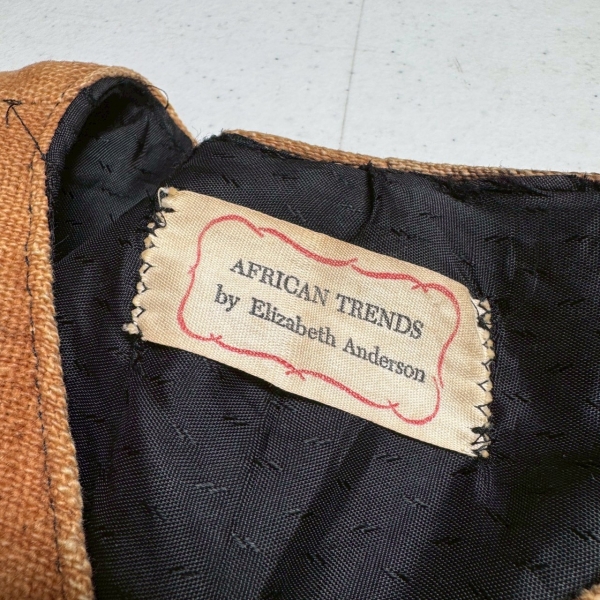 AFRICAN TRENDS
by Elizabeth Anderson